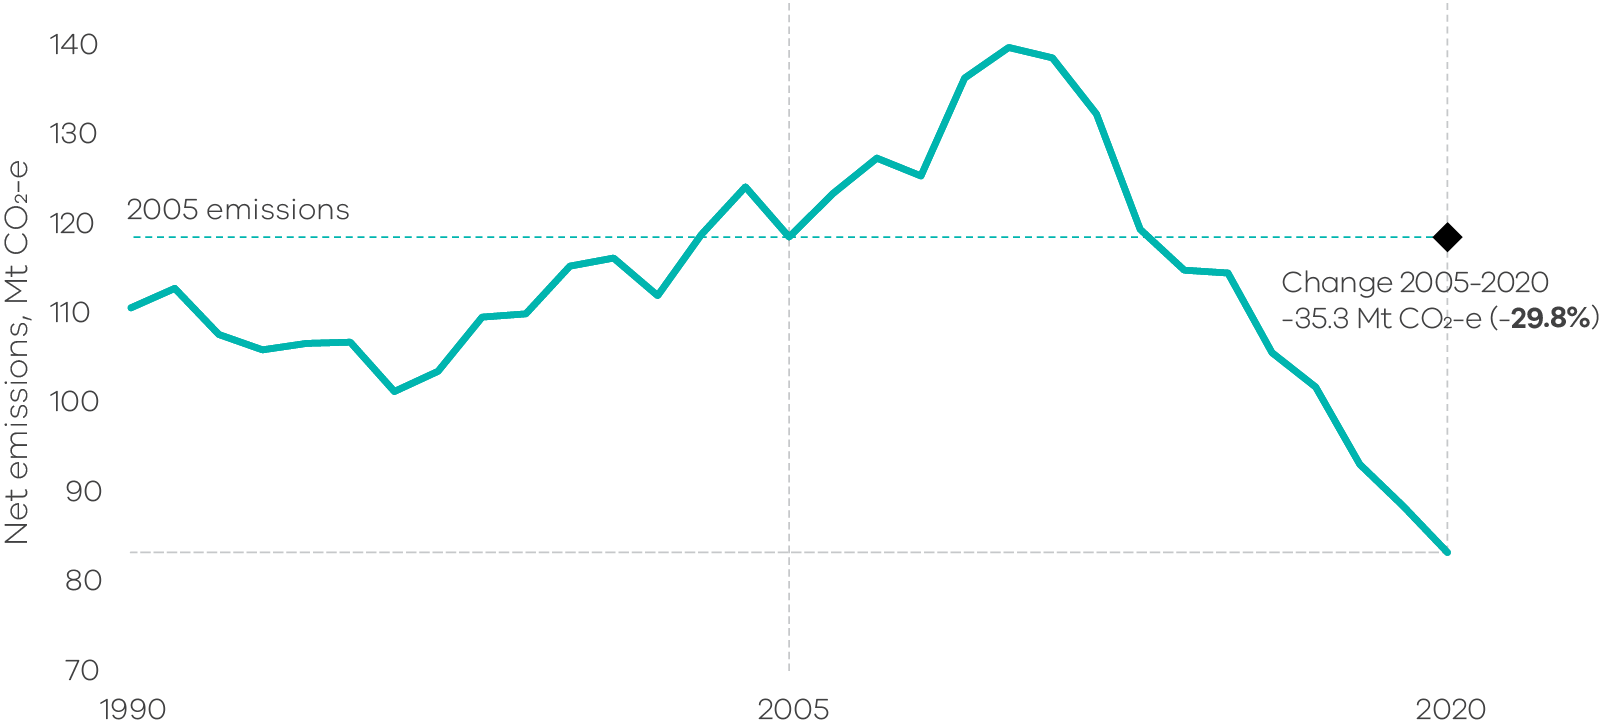 140
130
120
110
100
90
80
70
Net emissions, Mt CO₂-e
2005 emissions
Change 2005-2020
-35.3 Mt CO₂-e (-29.8%)
1990
2005
2020